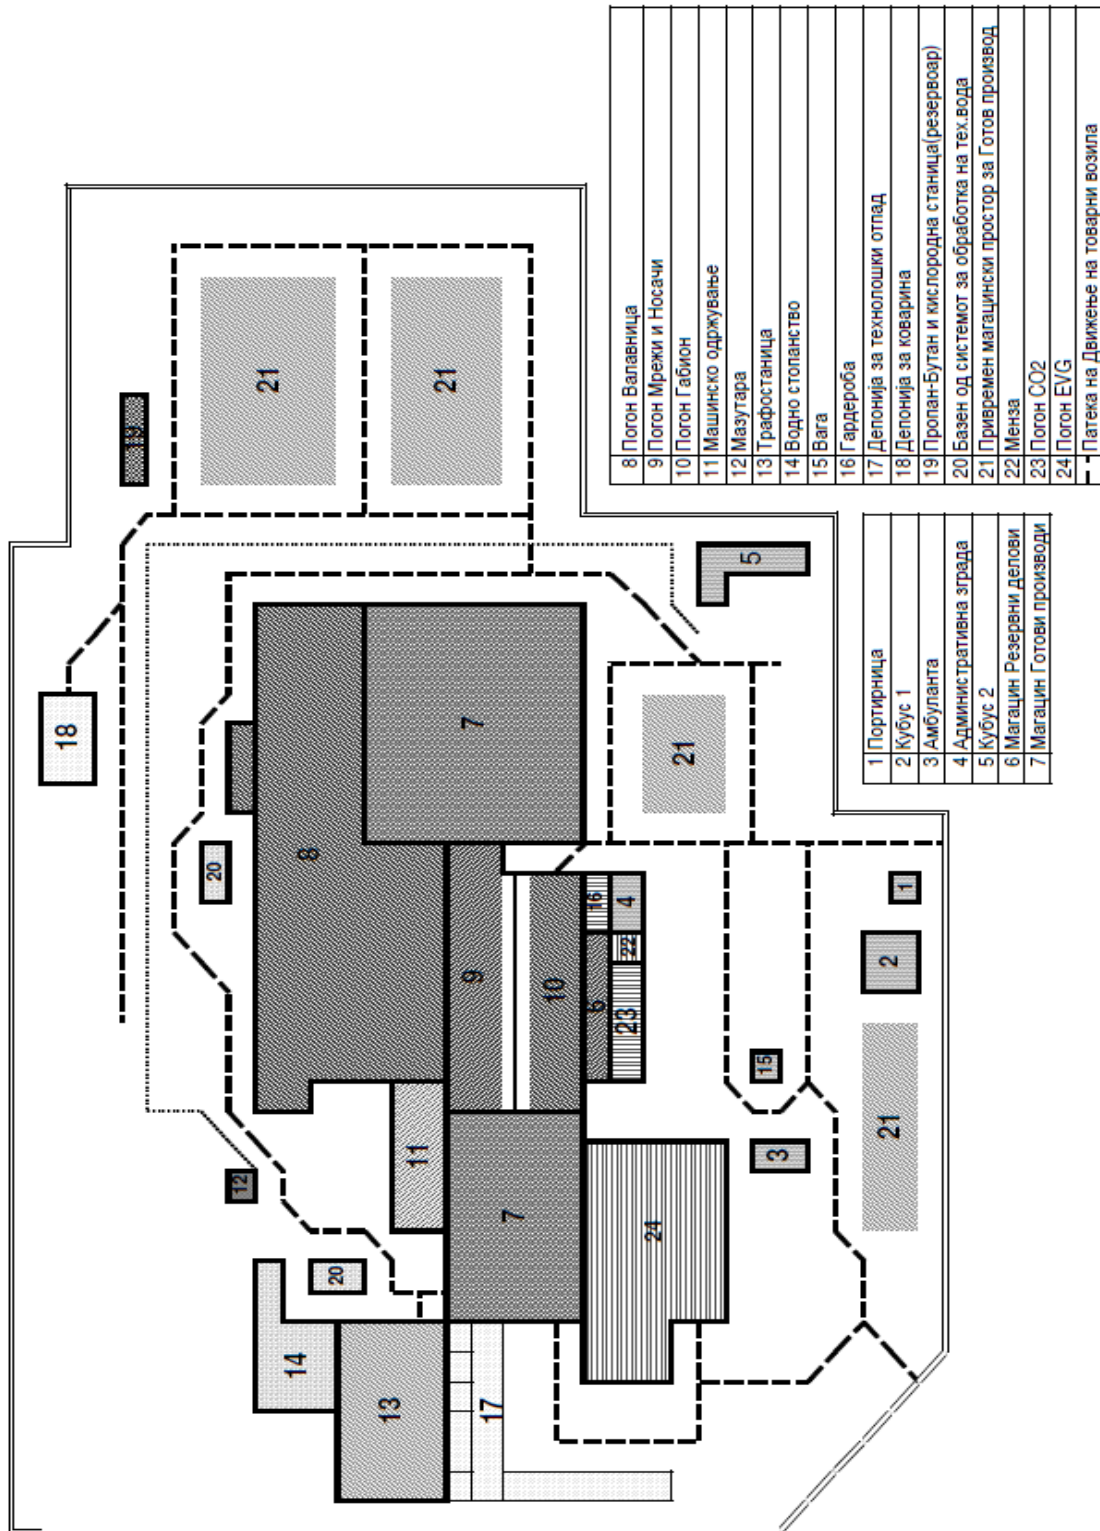 18
19
20
12
21
14
8
20
13
11
21
9
7
17
7
10
6
16
23
22
4
24
21
5
15
3
21
2
1
1 Портирница
2 Кубус 1
3 Амбуланта
4 Административна зграда
5 Кубус 2
6 Магацин Резервни делови
7 Магацин Готови производи
8 Погон Валавница
9 Погон Мрежи и Носачи
10 Погон Габион
11 Машинско одржување
12 Мазутара
13 Трафостаница
14 Водно стопанство
15 Вага
16 Гардероба
17 Депонија за технолошки отпад
18 Депонија за коварина
19 Пропан-Бутан и кислородна станица(резервоар)
20 Базен од системот за обработка на тех.вода
21 Привремен магацински простор за Готов производ
22 Менза
23 Погон CO2
24 Погон EVG
Патека на Движење на товарни возила